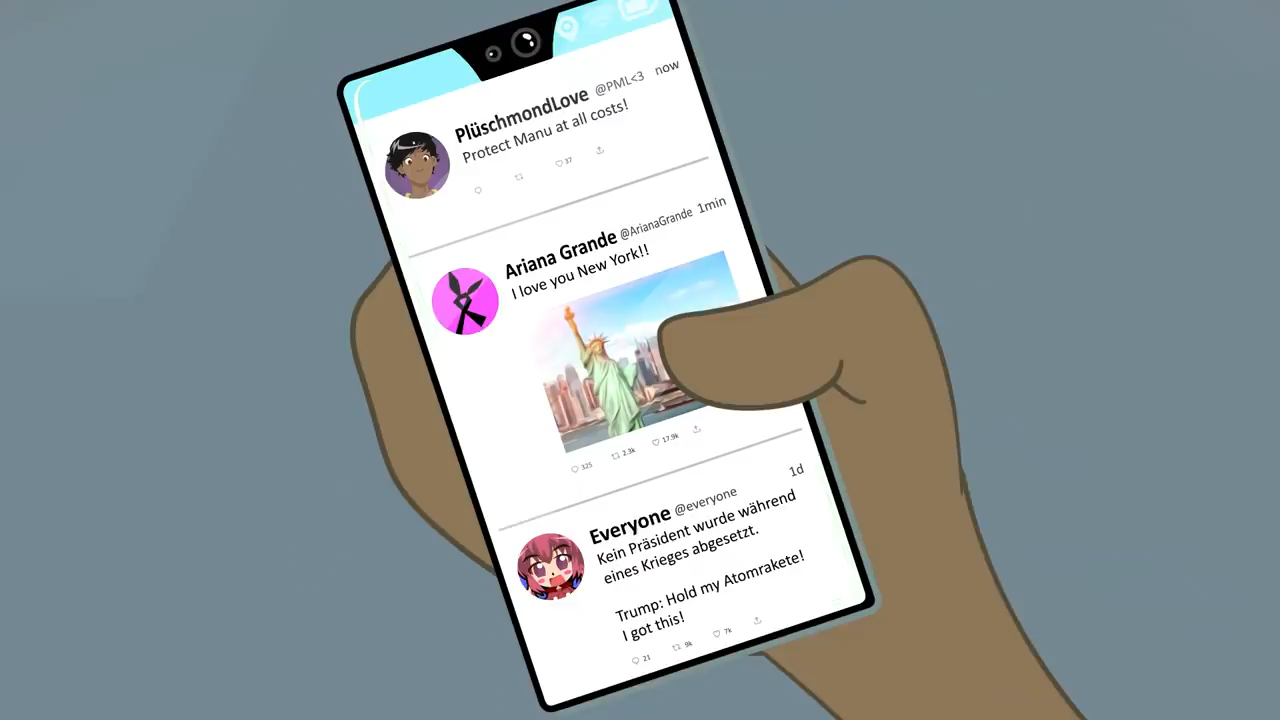 PlüschmondLove @PML<3 now
Protect Manu at all costs!
37
Ariana Grande @ArianaGrande 1min
I love you New York!!
325 2.3k 17.9k
Everyone @everyone 1d
Kein Präsident wurde während
eines Krieges abgesetzt.
Trump: Hold my Atomrakete!
I got this!
21 9k 7k